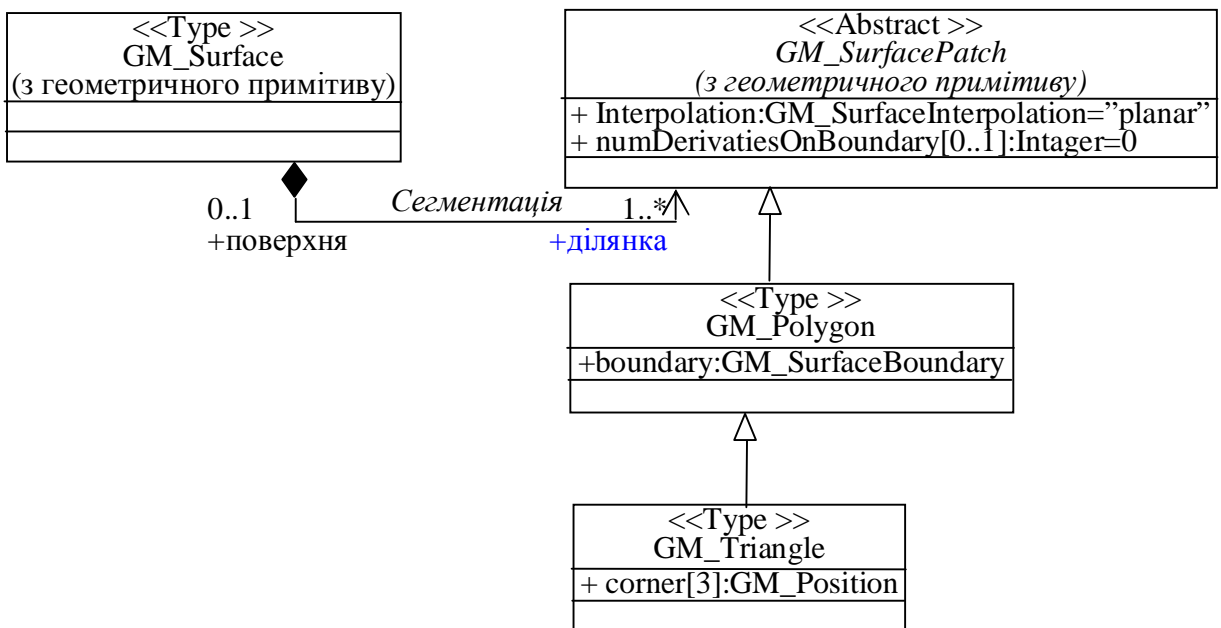 <<Type >>
GM_Surface
(з геометричного примітиву)
<<Abstract >>
GM_SurfacePatch
(з геометричного примітиву)
+ Interpolation:GM_SurfaceInterpolation=”planar”
+ numDerivatiesOnBoundary[0..1]:Intager=0
0..1
Сегментація
1..*
+поверхня
+ділянка
<<Type >>
GM_Polygon
+boundary:GM_SurfaceBoundary
<<Type >>
GM_Triangle
+ corner[3]:GM_Position